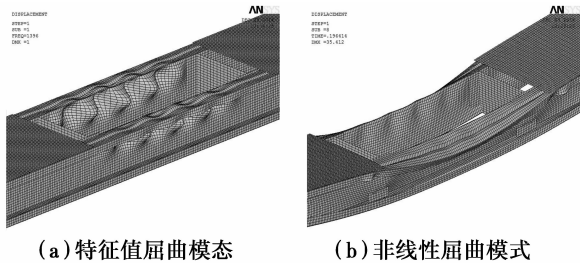 DISPLACEMENT
STEP=1
SUB =1
FREQ=1396
DMX =1
AN
DISPLACEMENT
STEP=1
SUB =8
TIME=.196616
DMX =35.612
AN
(a)特征值屈曲模态
(b)非线性屈曲模式